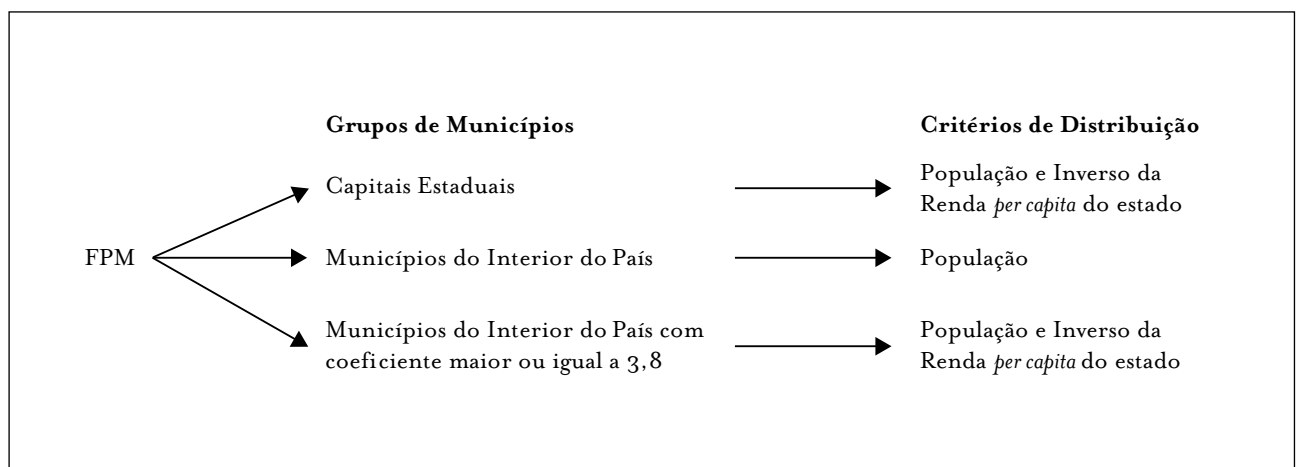 Grupos de Municípios
Critérios de Distribuição
Capitais Estaduais
População e Inverso da
Renda per capita do estado
FPM
Municípios do Interior do País
População
Municípios do Interior do País com
coeficiente maior ou igual a 3,8
População e Inverso da
Renda per capita do estado